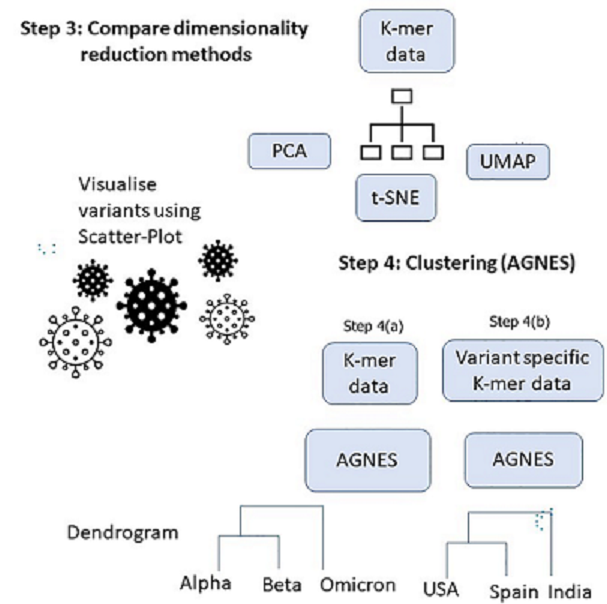 Step 3: Compare dimensionality
reduction methods
K-mer
data
PCA
UMAP
t-SNE
Visualise
variants using
Scatter-Plot
Step 4: Clustering (AGNES)
Step 4(a)
Step 4(b)
K-mer
data
Variant specific
K-mer data
AGNES
AGNES
Dendrogram
Alpha
Beta
Omicron
USA
Spain
India